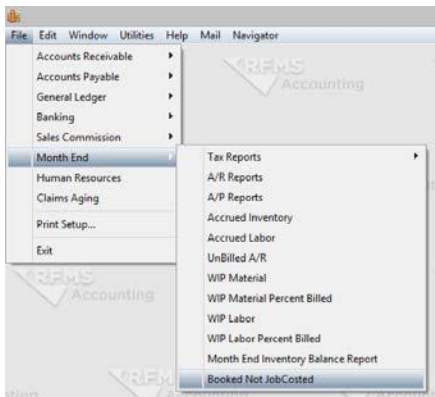 File Edit Window Utilities Help Mail Navigator
Accounts Receivable
Accounts Payable
General Ledger
Banking
Sales Commission
Month End
Human Resources
Claims Aging
Print Setup...
Exit
Tax Reports
A/R Reports
A/P Reports
Accrued Inventory
Accrued Labor
UnBilled A/R
WIP Material
WIP Material Percent Billed
WIP Labor
WIP Labor Percent Billed
Month End Inventory Balance Report
Booked Not JobCosted
RFMS
Accounting
RFMS
Accounting
RFMS